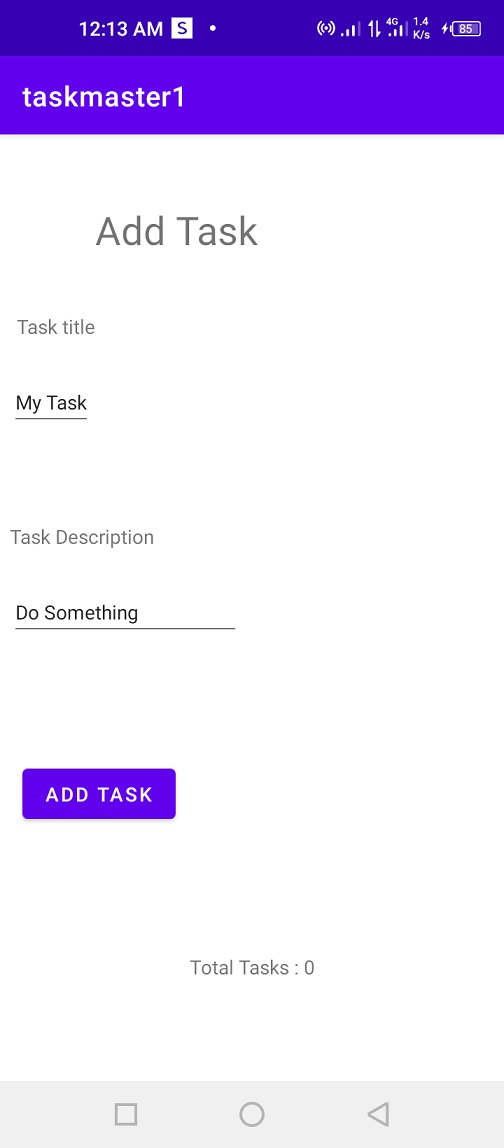 12:13 AM S 4G 1.4 K/s 85
taskmaster1
Add Task
Task title
My Task
Task Description
Do Something
ADD TASK
Total Tasks : 0